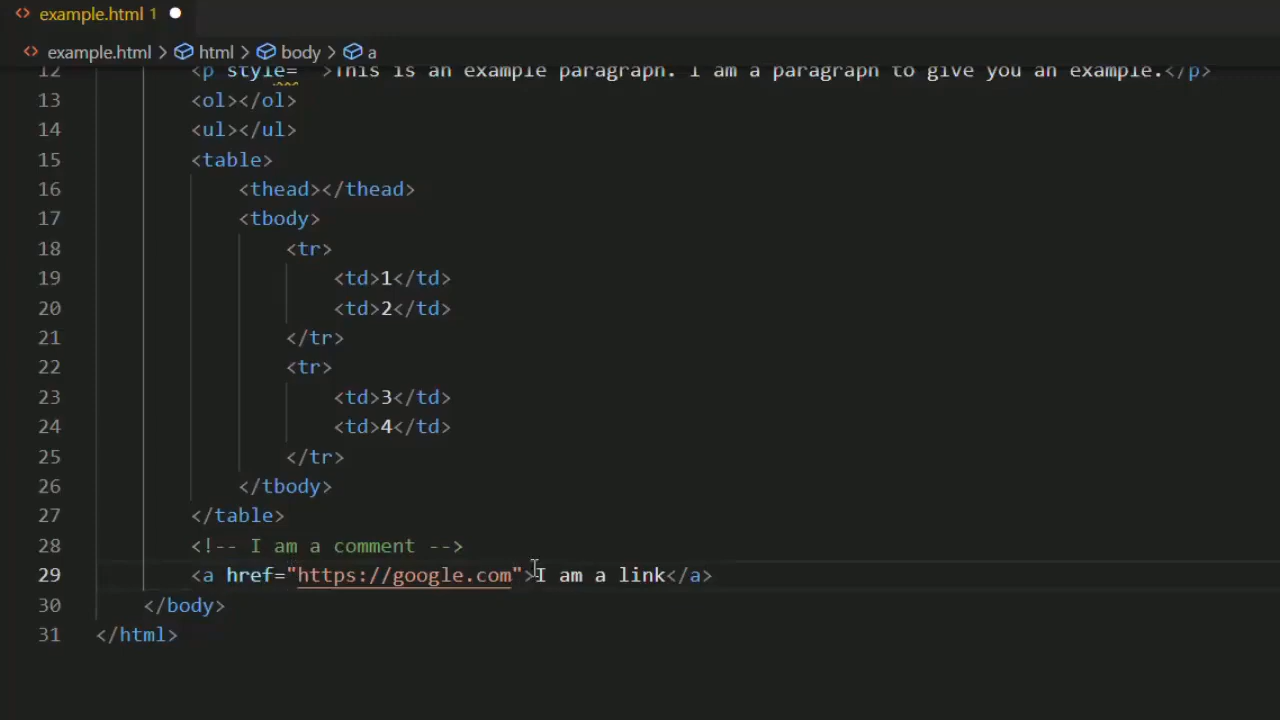 example.html 1
example.html > html > body > a
12 <p style= >This is an example paragraph. I am a paragraph to give you an example.</p>
13 <ol></ol>
14 <ul></ul>
15 <table>
16 <thead></thead>
17 <tbody>
18 <tr>
19 <td>1</td>
20 <td>2</td>
21 </tr>
22 <tr>
23 <td>3</td>
24 <td>4</td>
25 </tr>
26 </tbody>
27 </table>
28 <!-- I am a comment -->
29 <a href="https://google.com">I am a link</a>
30 </body>
31 </html>